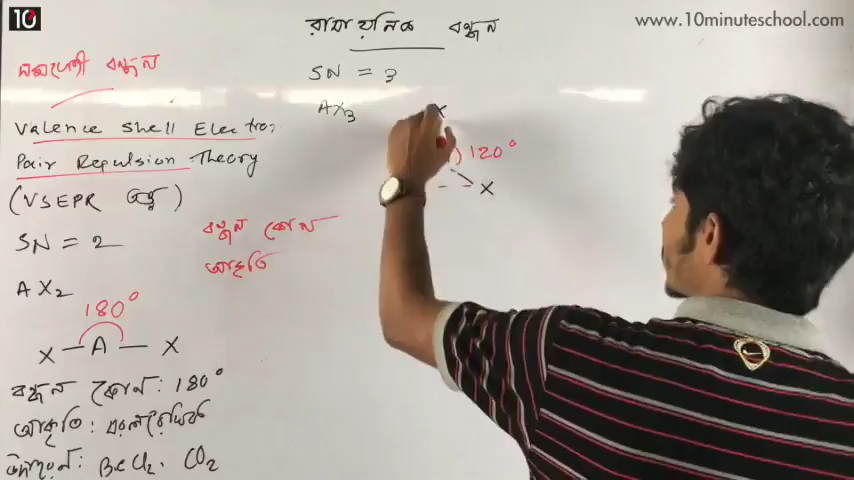 10
www.10minuteschool.com
রাসায়নিক বন্ধন
সমযোজী বন্ধন
Valence Shell Electron
Pair Repulsion Theory
(VSEPR তত্ত্ব)
SN = 2
AX2
180°
X — A — X
বন্ধন কোণ : 180°
আকৃতি : সরলরৈখিক
উদাহরণ : BeCl2, CO2
বন্ধন কোন
আকৃতি
SN = 3
AX3
X
120°
X